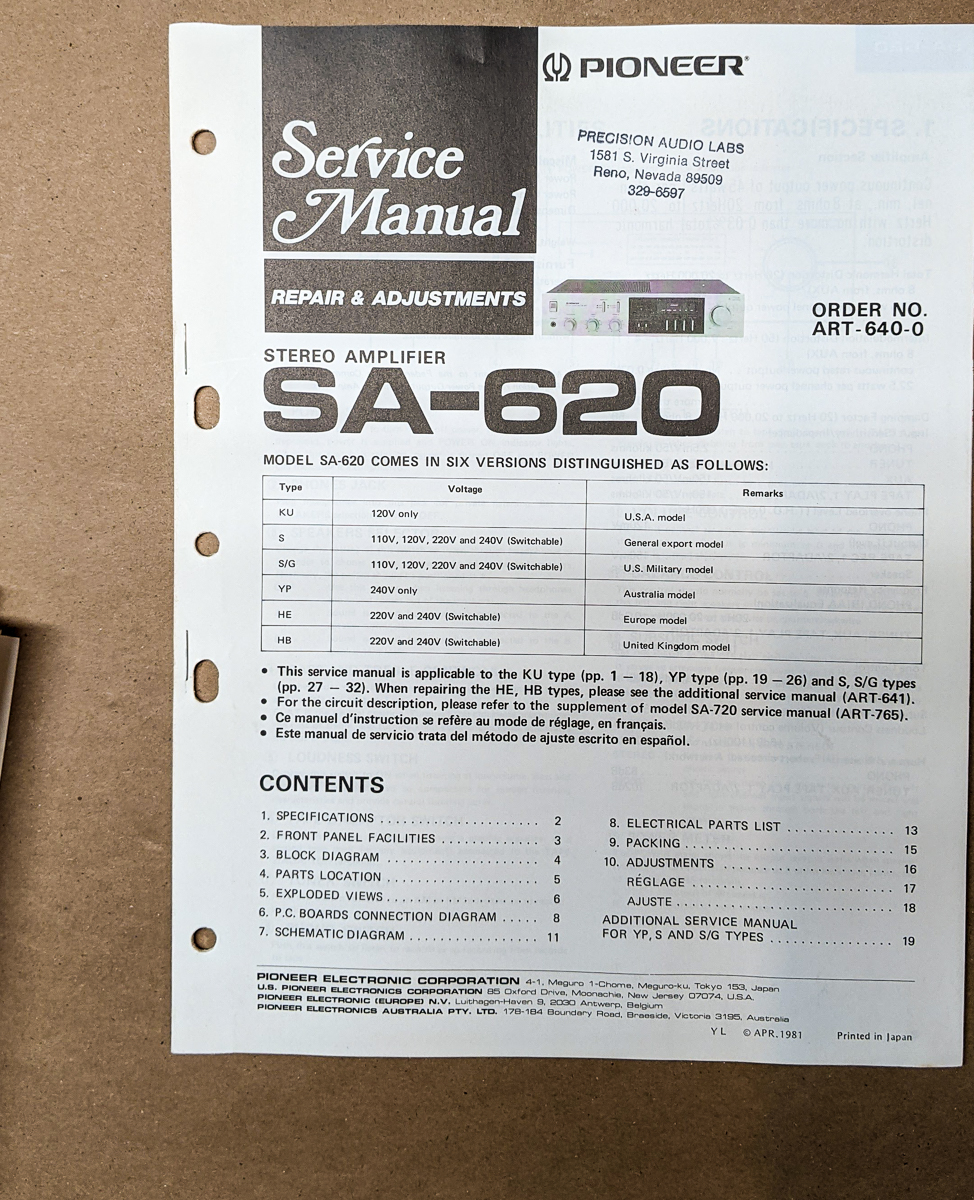 PIONEER®
Service
Manual
PRECISION AUDIO LABS
1581 S. Virginia Street
Reno, Nevada 89509
329-6597
REPAIR & ADJUSTMENTS
ORDER NO.
ART-640-0
STEREO AMPLIFIER
SA-620
MODEL SA-620 COMES IN SIX VERSIONS DISTINGUISHED AS FOLLOWS:
Type Voltage Remarks
KU 120V only U.S.A. model
S 110V, 120V, 220V and 240V (Switchable) General export model
S/G 110V, 120V, 220V and 240V (Switchable) U.S. Military model
YP 240V only Australia model
HE 220V and 240V (Switchable) Europe model
HB 220V and 240V (Switchable) United Kingdom model
• This service manual is applicable to the KU type (pp. 1 – 18), YP type (pp. 19 – 26) and S, S/G types
(pp. 27 – 32). When repairing the HE, HB types, please see the additional service manual (ART-641).
• For the circuit description, please refer to the supplement of model SA-720 service manual (ART-765).
• Ce manuel d'instruction se refère au mode de réglage, en français.
• Este manual de servicio trata del método de ajuste escrito en español.
CONTENTS
1. SPECIFICATIONS . . . . . . . . . . . . . . . . . . . . . . 2
2. FRONT PANEL FACILITIES . . . . . . . . . . . . . 3
3. BLOCK DIAGRAM . . . . . . . . . . . . . . . . . . . . . 4
4. PARTS LOCATION . . . . . . . . . . . . . . . . . . . . . 5
5. EXPLODED VIEWS . . . . . . . . . . . . . . . . . . . . . 6
6. P.C. BOARDS CONNECTION DIAGRAM . . . . . 8
7. SCHEMATIC DIAGRAM . . . . . . . . . . . . . . . . . . 11
8. ELECTRICAL PARTS LIST . . . . . . . . . . . . . . . 13
9. PACKING . . . . . . . . . . . . . . . . . . . . . . . . . . . . . 15
10. ADJUSTMENTS . . . . . . . . . . . . . . . . . . . . . . . . 16
RÉGLAGE . . . . . . . . . . . . . . . . . . . . . . . . . . . . 17
AJUSTE . . . . . . . . . . . . . . . . . . . . . . . . . . . . . . 18
ADDITIONAL SERVICE MANUAL
FOR YP, S AND S/G TYPES . . . . . . . . . . . . . . . . . 19
PIONEER ELECTRONIC CORPORATION 4-1, Meguro 1-Chome, Meguro-ku, Tokyo 153, Japan
U.S. PIONEER ELECTRONICS CORPORATION 85 Oxford Drive, Moonachie, New Jersey 07074, U.S.A.
PIONEER ELECTRONIC (EUROPE) N.V. Luithagen-Haven 9, 2030 Antwerp, Belgium
PIONEER ELECTRONICS AUSTRALIA PTY. LTD. 178-184 Boundary Road, Braeside, Victoria 3195, Australia
YL © APR.1981 Printed in Japan